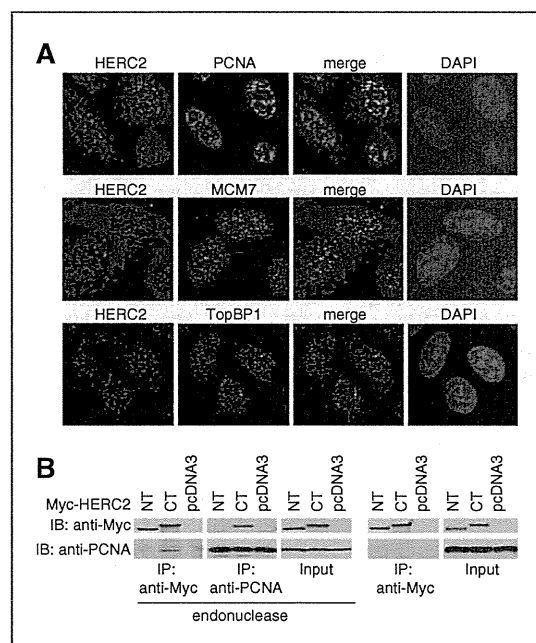 A
HERC2 PCNA merge DAPI
HERC2 MCM7 merge DAPI
HERC2 TopBP1 merge DAPI
B
Myc-HERC2 NT CT pcDNA3 NT CT pcDNA3 NT CT pcDNA3 NT CT pcDNA3 NT CT pcDNA3
IB: anti-Myc
IB: anti-PCNA
IP: anti-Myc IP: anti-PCNA Input IP: anti-Myc Input
endonuclease